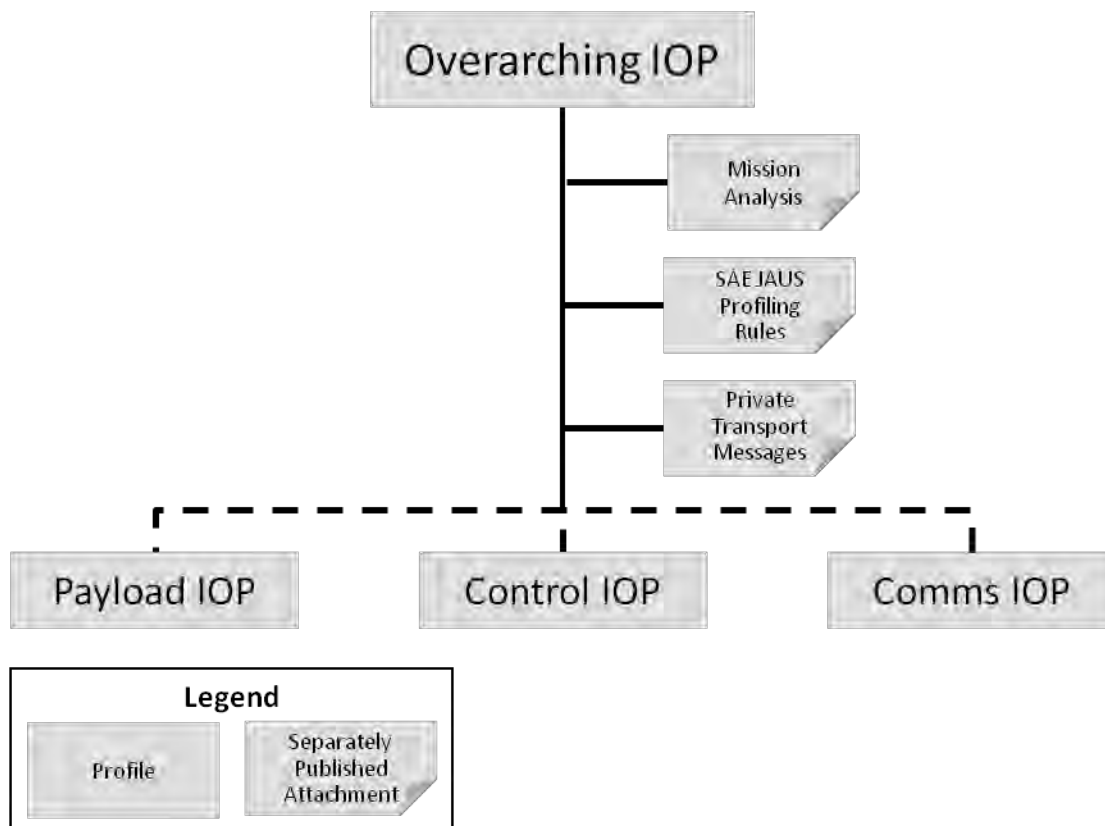 Overarching IOP
Mission
Analysis
SAE JAUS
Profiling
Rules
Private
Transport
Messages
Payload IOP
Control IOP
Comms IOP
Legend
Profile
Separately
Published
Attachment